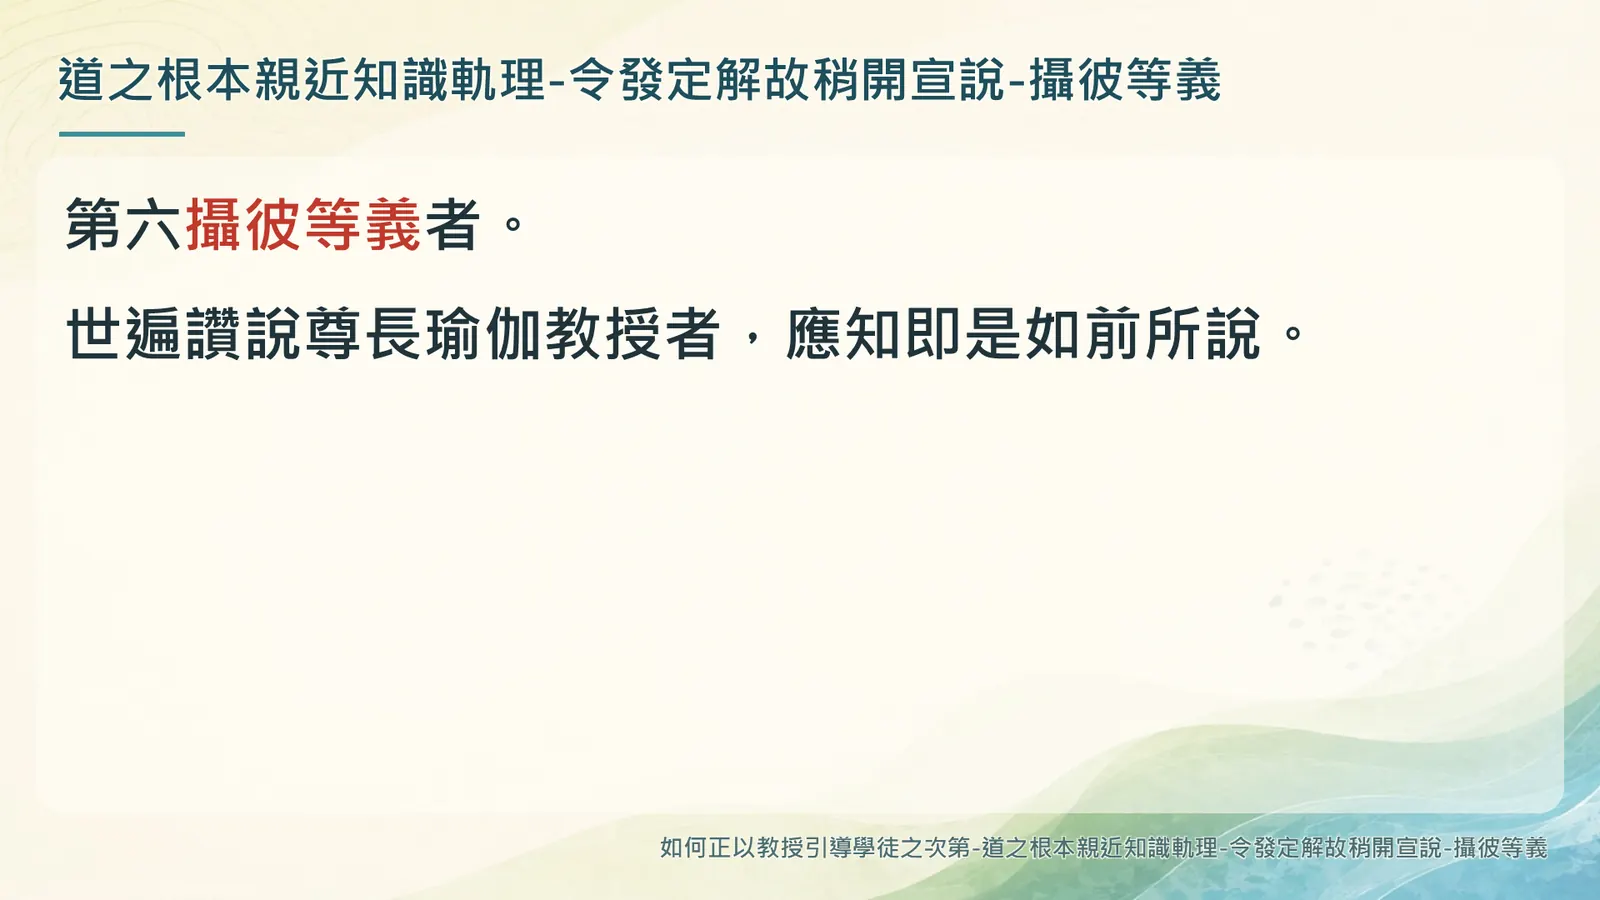 道之根本親近知識軌理-令發定解故稍開宣說-攝彼等義
第六攝彼等義者。
世遍讚說尊長瑜伽教授者，應知即是如前所說。
如何正以教授引導學徒之次第-道之根本親近知識軌理-令發定解故稍開宣說-攝彼等義